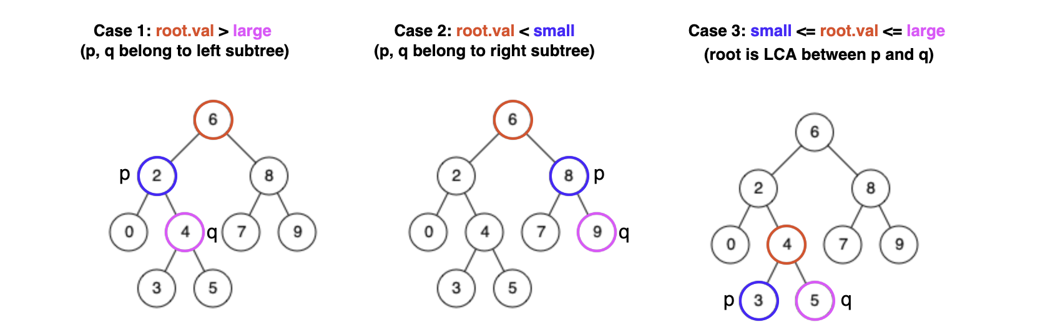 Case 1: root.val > large
(p, q belong to left subtree)
6
p 2 8
0 4 q 7 9
3 5
Case 2: root.val < small
(p, q belong to right subtree)
6
2 8 p
0 4 7 9 q
3 5
Case 3: small <= root.val <= large
(root is LCA between p and q)
6
2 8
0 4 7 9
p 3 5 q